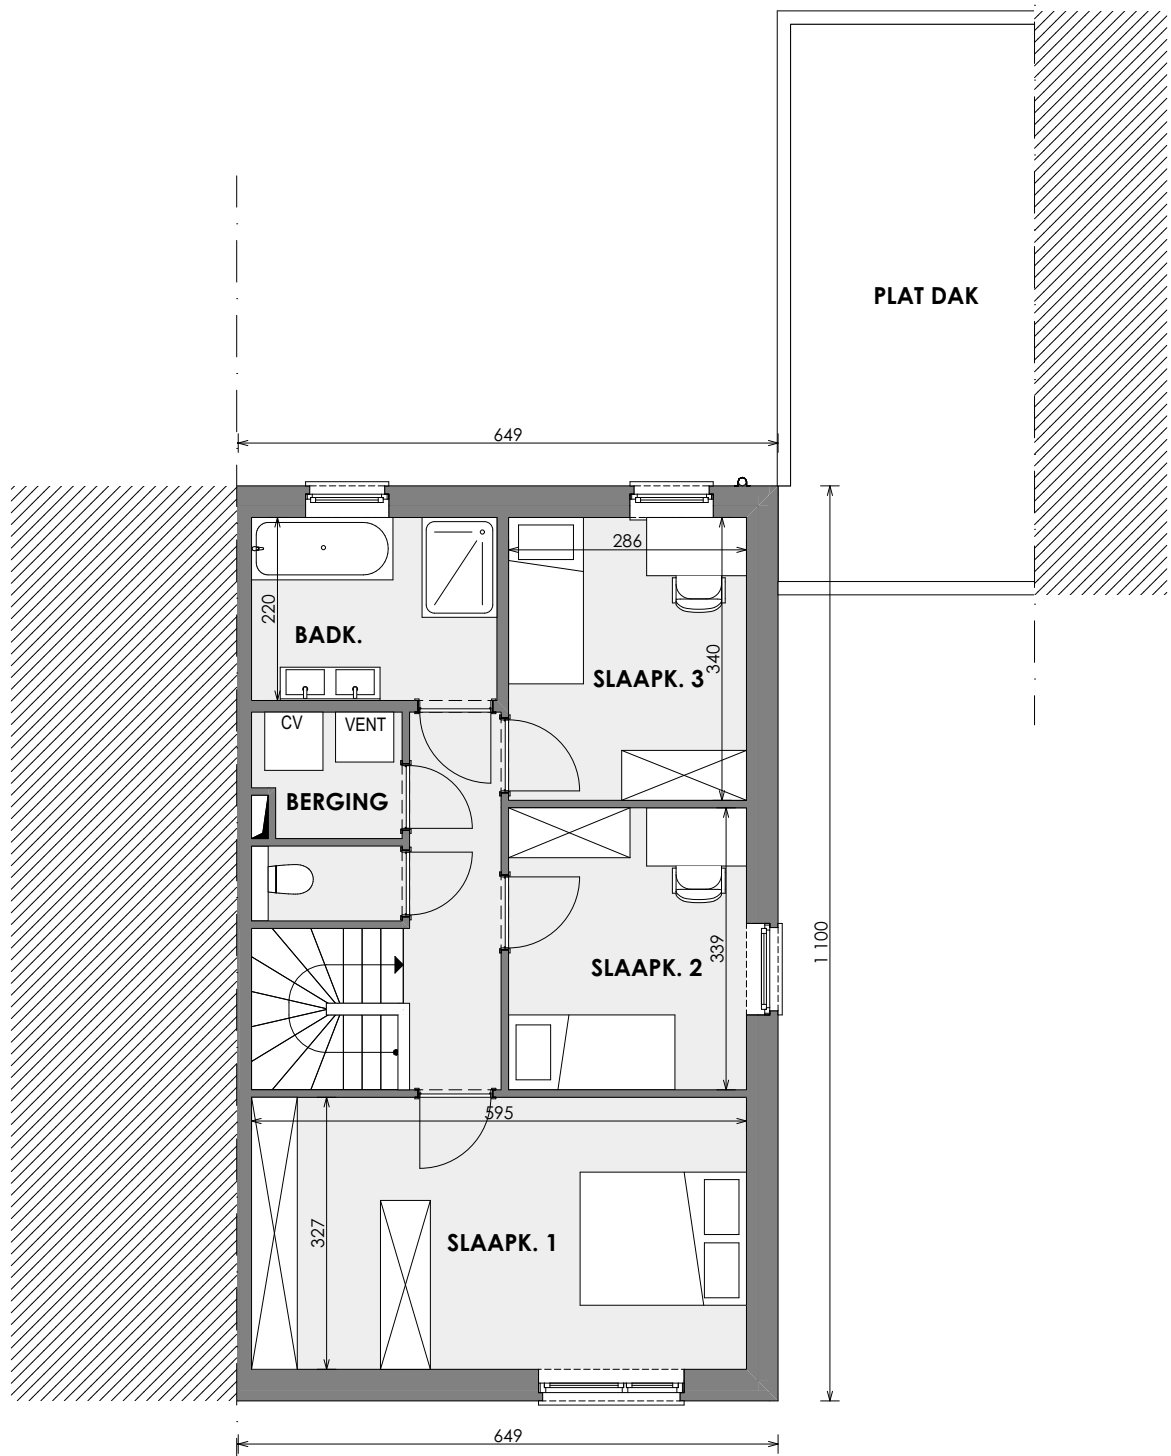 PLAT DAK
649
286
220
BADK.
340
SLAAPK. 3
CV
VENT
BERGING
339
1 100
SLAAPK. 2
595
327
SLAAPK. 1
649